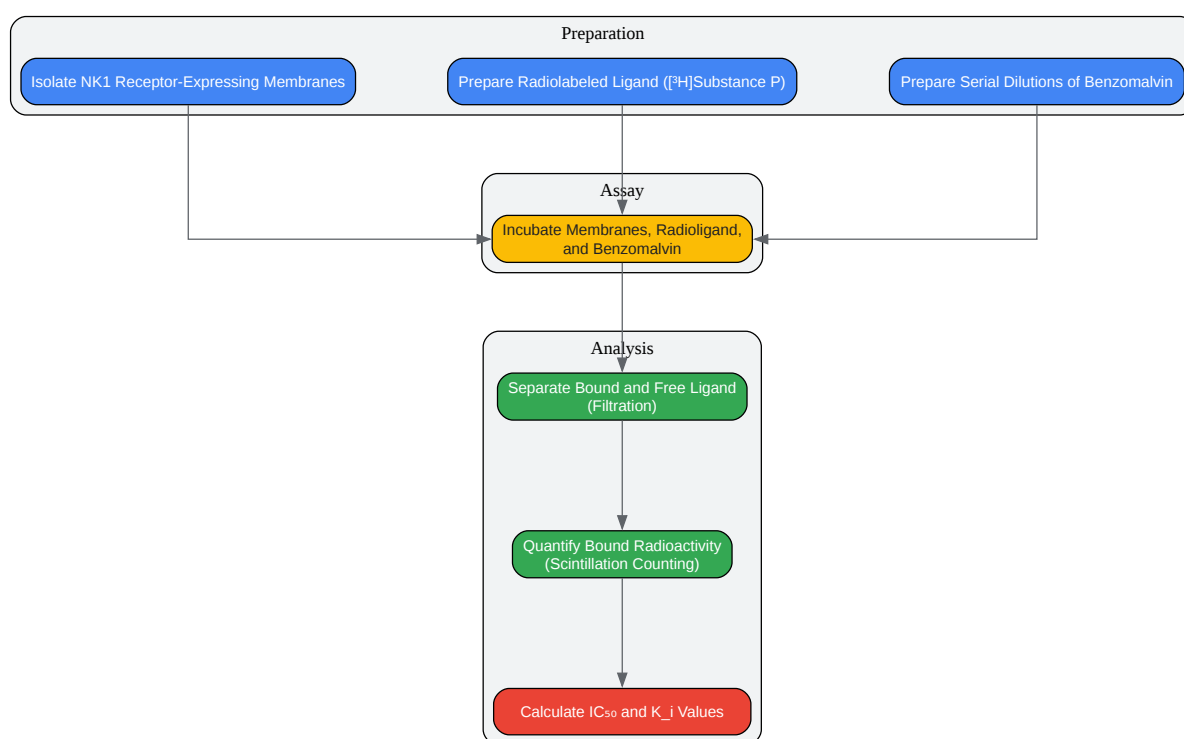 Preparation
Isolate NK1 Receptor-Expressing Membranes
Prepare Radiolabeled Ligand ([³H]Substance P)
Prepare Serial Dilutions of Benzomalvin
Assay
Incubate Membranes, Radioligand,
and Benzomalvin
Analysis
Separate Bound and Free Ligand
(Filtration)
Quantify Bound Radioactivity
(Scintillation Counting)
Calculate IC₅₀ and K_i Values